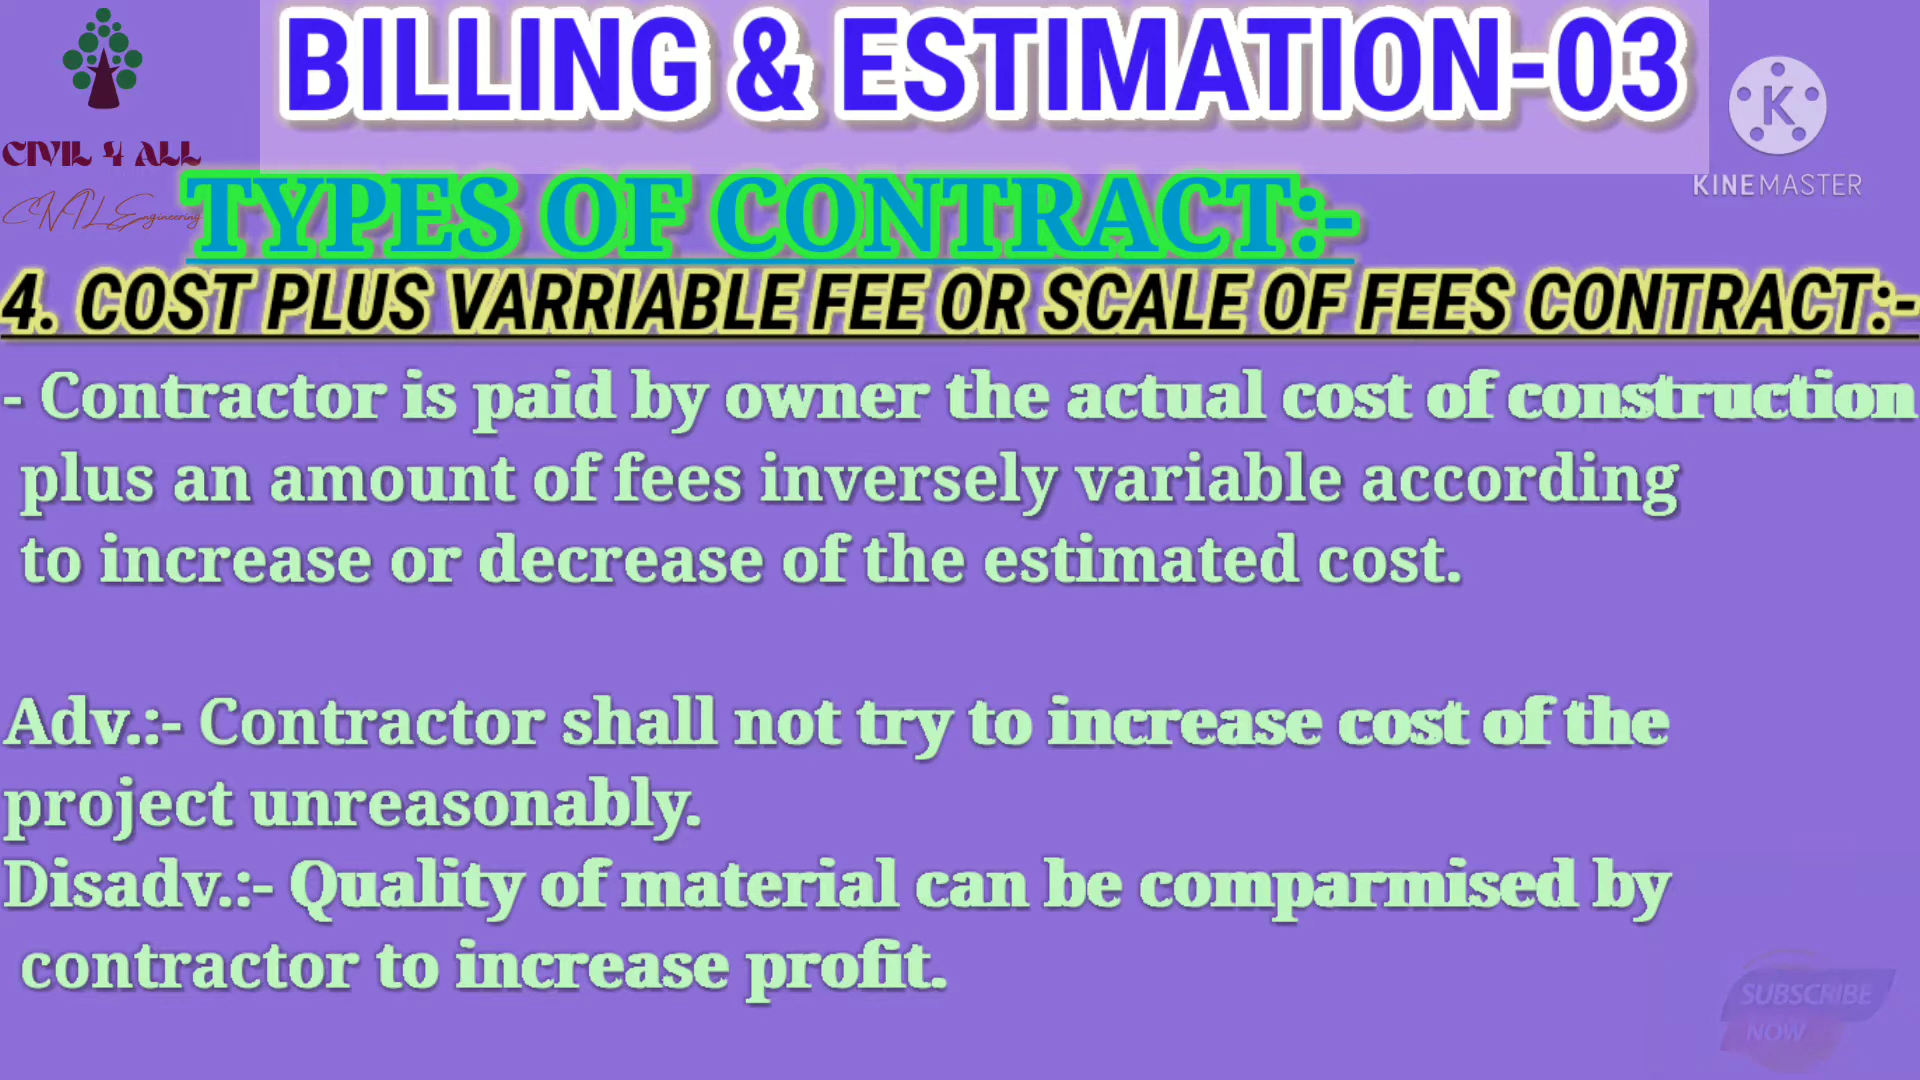 BILLING & ESTIMATION-03
K
KINEMASTER
CIVIL 4 ALL
CIVIL Engineering
TYPES OF CONTRACT:-
4. COST PLUS VARRIABLE FEE OR SCALE OF FEES CONTRACT:-
- Contractor is paid by owner the actual cost of construction
plus an amount of fees inversely variable according
to increase or decrease of the estimated cost.
Adv.:- Contractor shall not try to increase cost of the
project unreasonably.
Disadv.:- Quality of material can be comparmised by
contractor to increase profit.
SUBSCRIBE
NOW